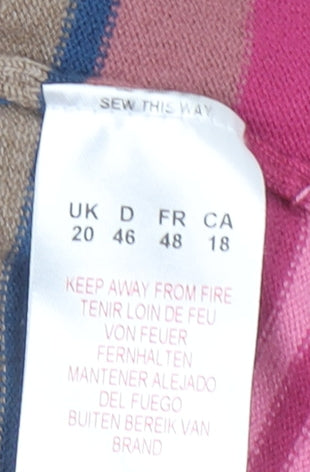 SEW THIS WAY
UK D FR CA
20 46 48 18
KEEP AWAY FROM FIRE
TENIR LOIN DE FEU
VON FEUER
FERNHALTEN
MANTENER ALEJADO
DEL FUEGO
BUITEN BEREIK VAN
BRAND